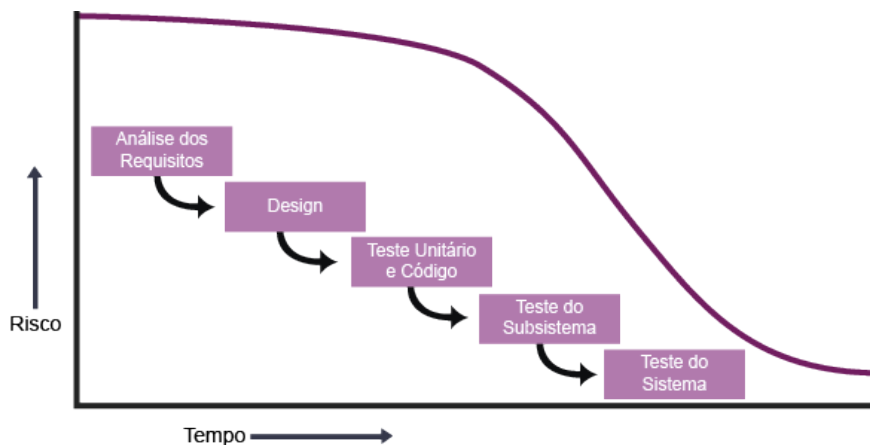 Análise dos
Requisitos
Design
Teste Unitário
e Código
Teste do
Subsistema
Teste do
Sistema
Risco
Tempo